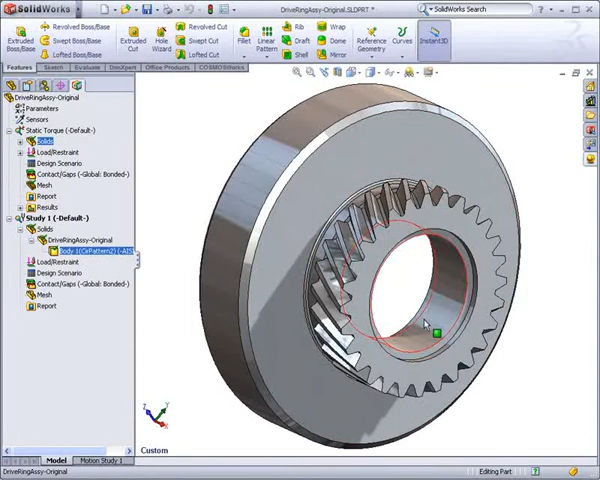 SolidWorks
DriveRingAssy-Original.SLDPRT *
SolidWorks Search
Extruded Boss/Base
Revolved Boss/Base
Swept Boss/Base
Lofted Boss/Base
Extruded Cut
Hole Wizard
Revolved Cut
Swept Cut
Lofted Cut
Fillet
Linear Pattern
Rib
Draft
Shell
Wrap
Dome
Mirror
Reference Geometry
Curves
Instant3D
Features
Sketch
Evaluate
DimXpert
Office Products
COSMOSWorks
DriveRingAssy-Original
Parameters
Sensors
Static Torque (-Default-)
Solids
Load/Restraint
Design Scenario
Contact/Gaps (-Global: Bonded-)
Mesh
Report
Results
Study 1 (-Default-)
Solids
DriveRingAssy-Original
Body 1(CirPattern2) (-AIS
Load/Restraint
Design Scenario
Contact/Gaps (-Global: Bonded-)
Mesh
Report
Z
Y
X
Custom
Model
Motion Study 1
DriveRingAssy-Original
Editing Part